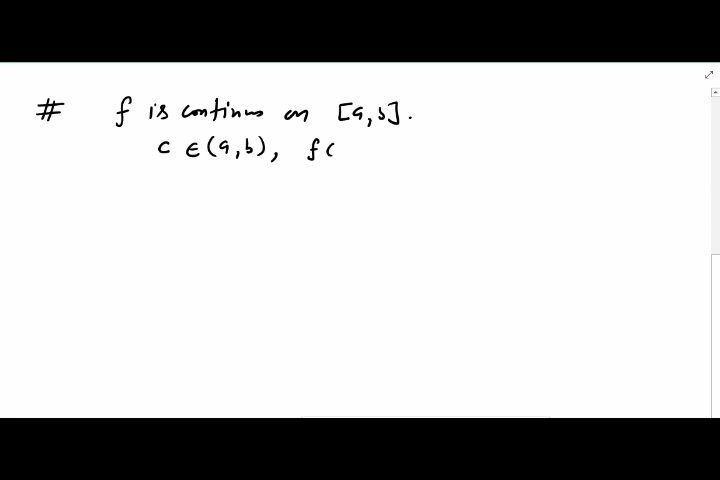 # f is continus on [a,b].
c ∈ (a,b), f(